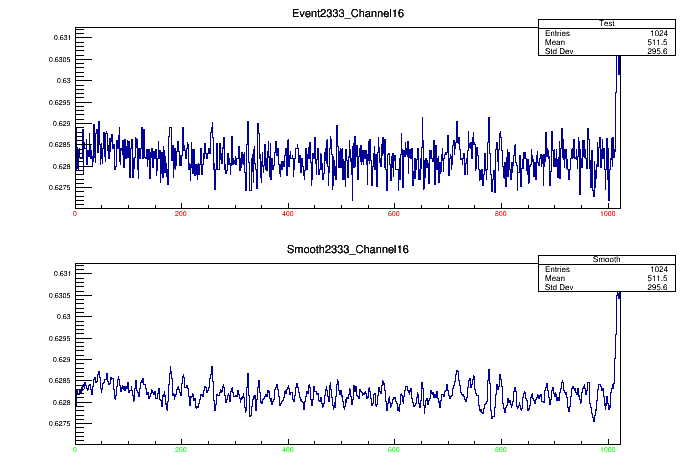 Event2333_Channel16
Test
Entries 1024
Mean 511.5
Std Dev 295.6
0.631
0.6305
0.63
0.6295
0.629
0.6285
0.628
0.6275
0 200 400 600 800 1000
Smooth2333_Channel16
Smooth
Entries 1024
Mean 511.5
Std Dev 295.6
0.631
0.6305
0.63
0.6295
0.629
0.6285
0.628
0.6275
0 200 400 600 800 1000